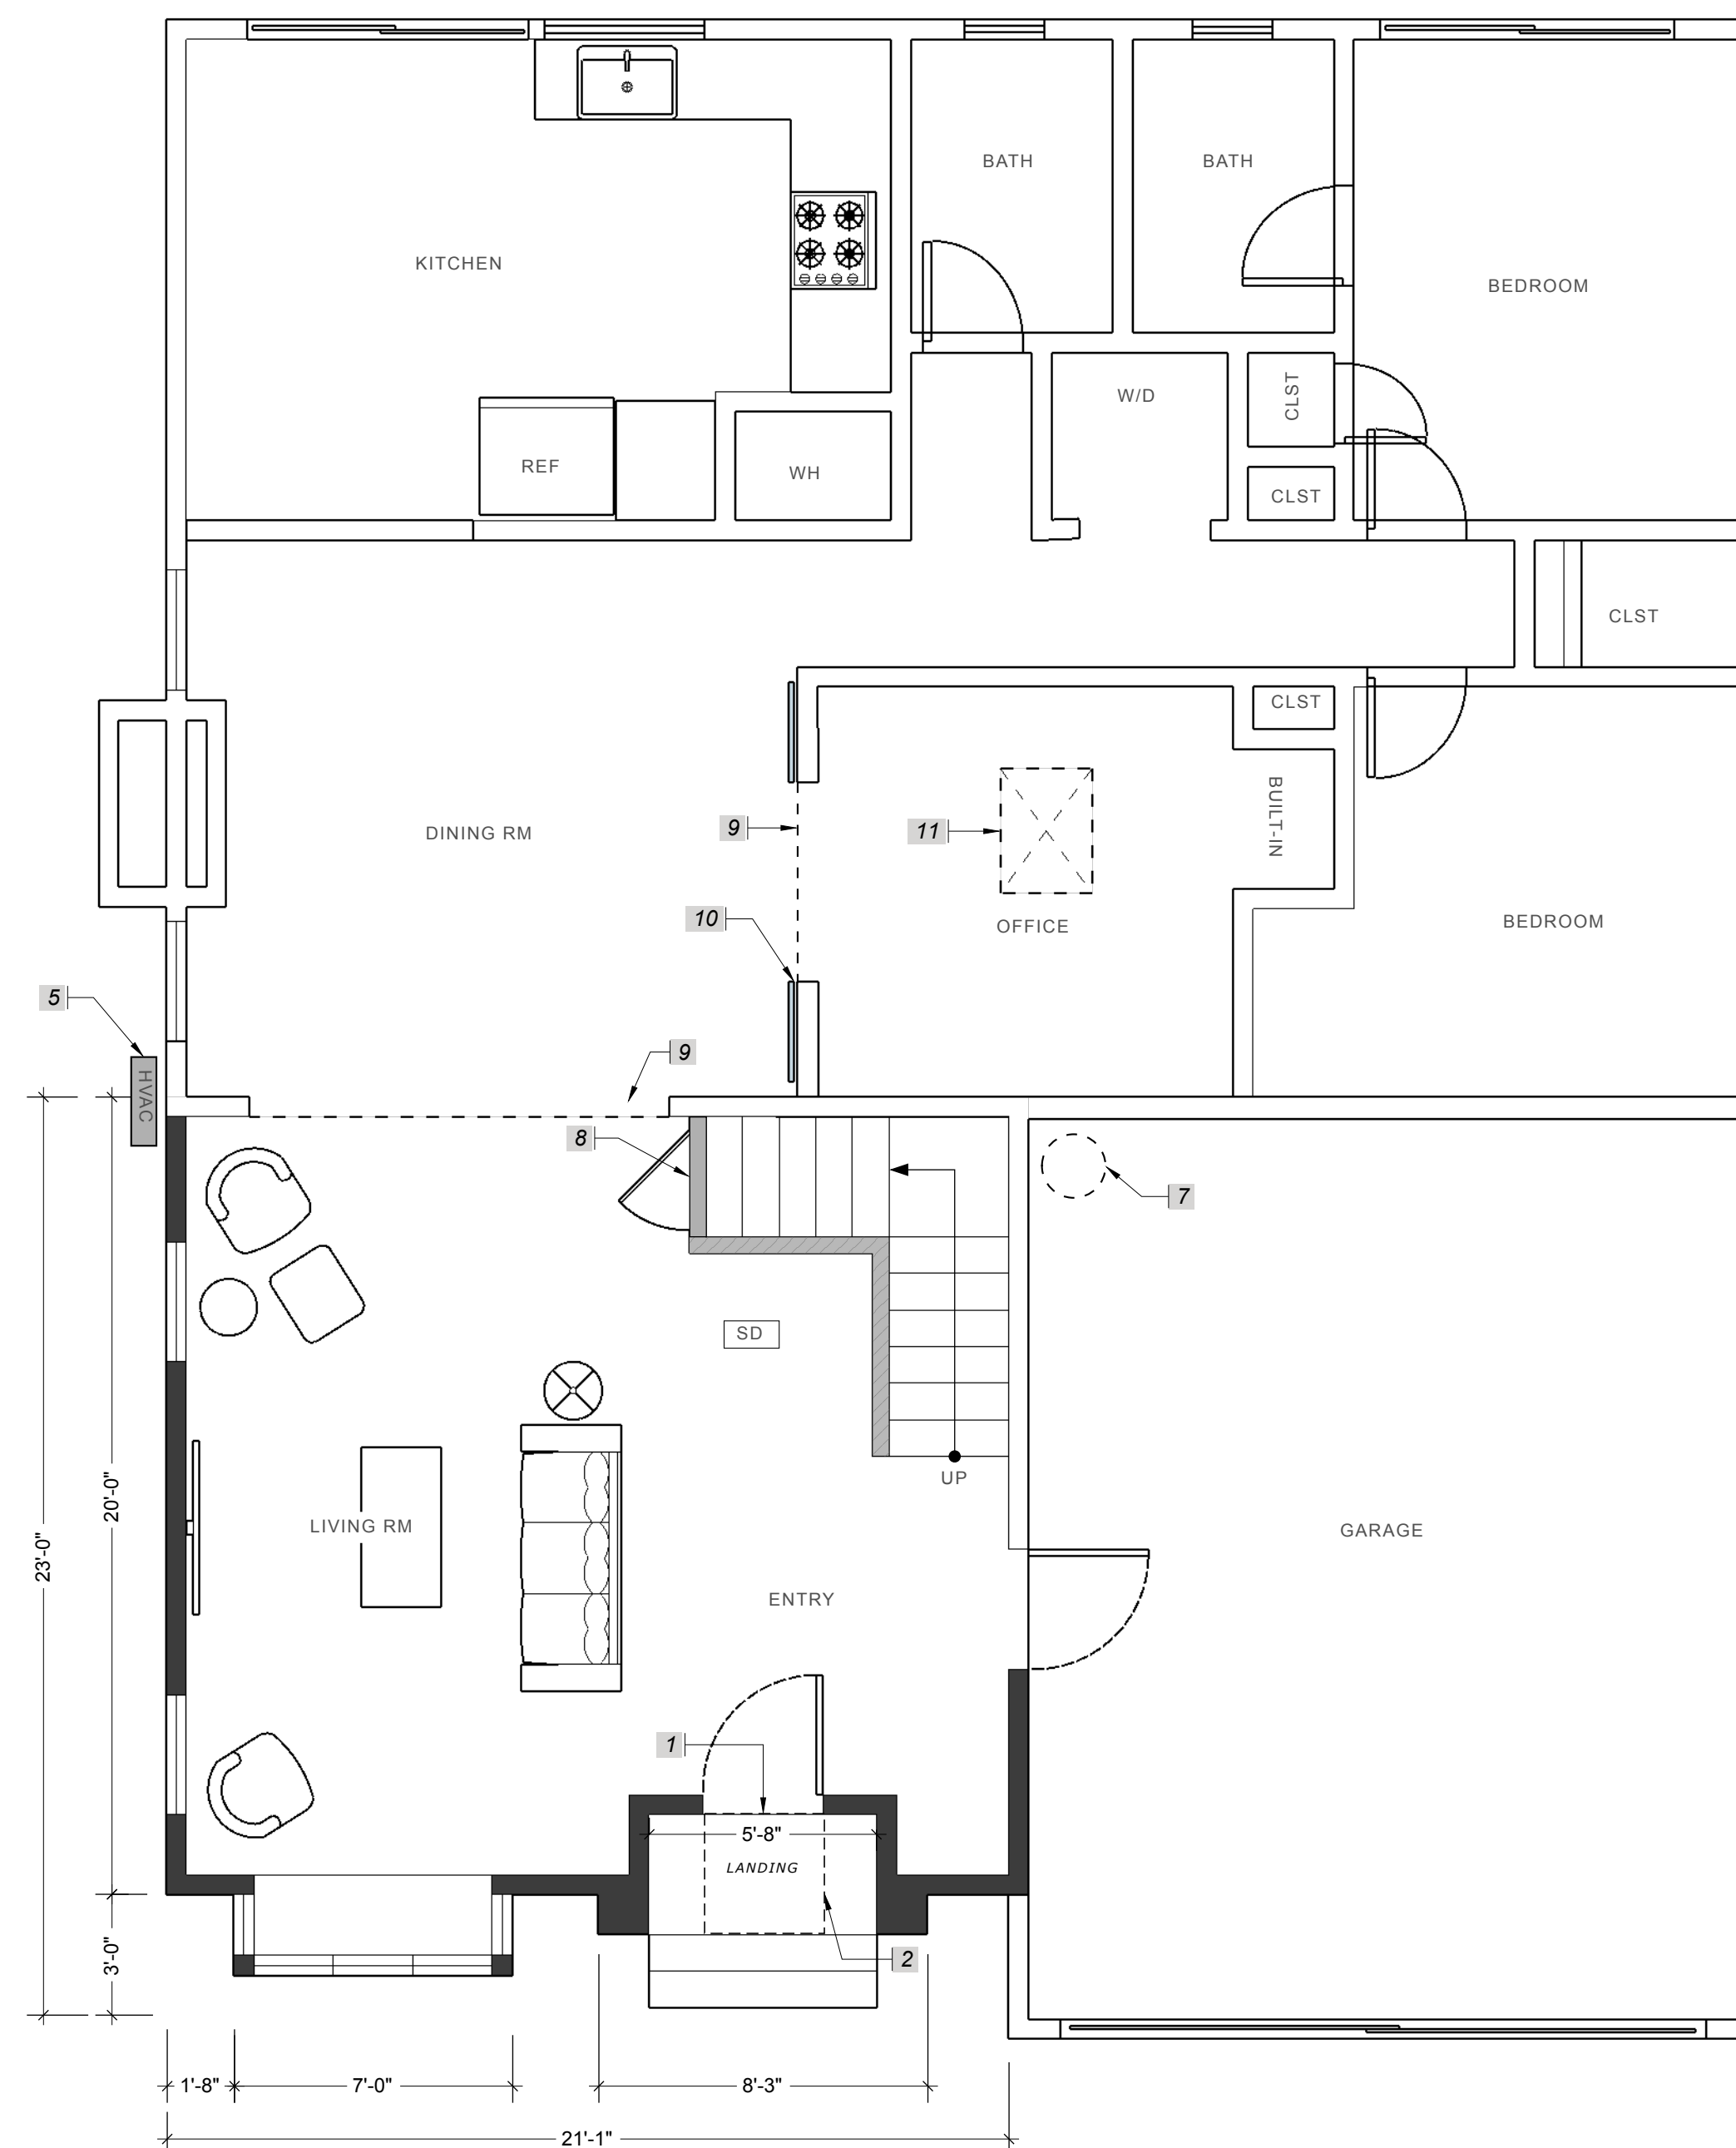 BATH
BATH
KITCHEN
BEDROOM
W/D
CLST
REF
WH
CLST
CLST
CLST
BUILT-IN
DINING RM
9
11
10
OFFICE
BEDROOM
5
9
HVAC
8
7
SD
UP
20'-0"
23'-0"
LIVING RM
GARAGE
ENTRY
1
5'-8"
LANDING
3'-0"
2
1'-8"
7'-0"
8'-3"
21'-1"